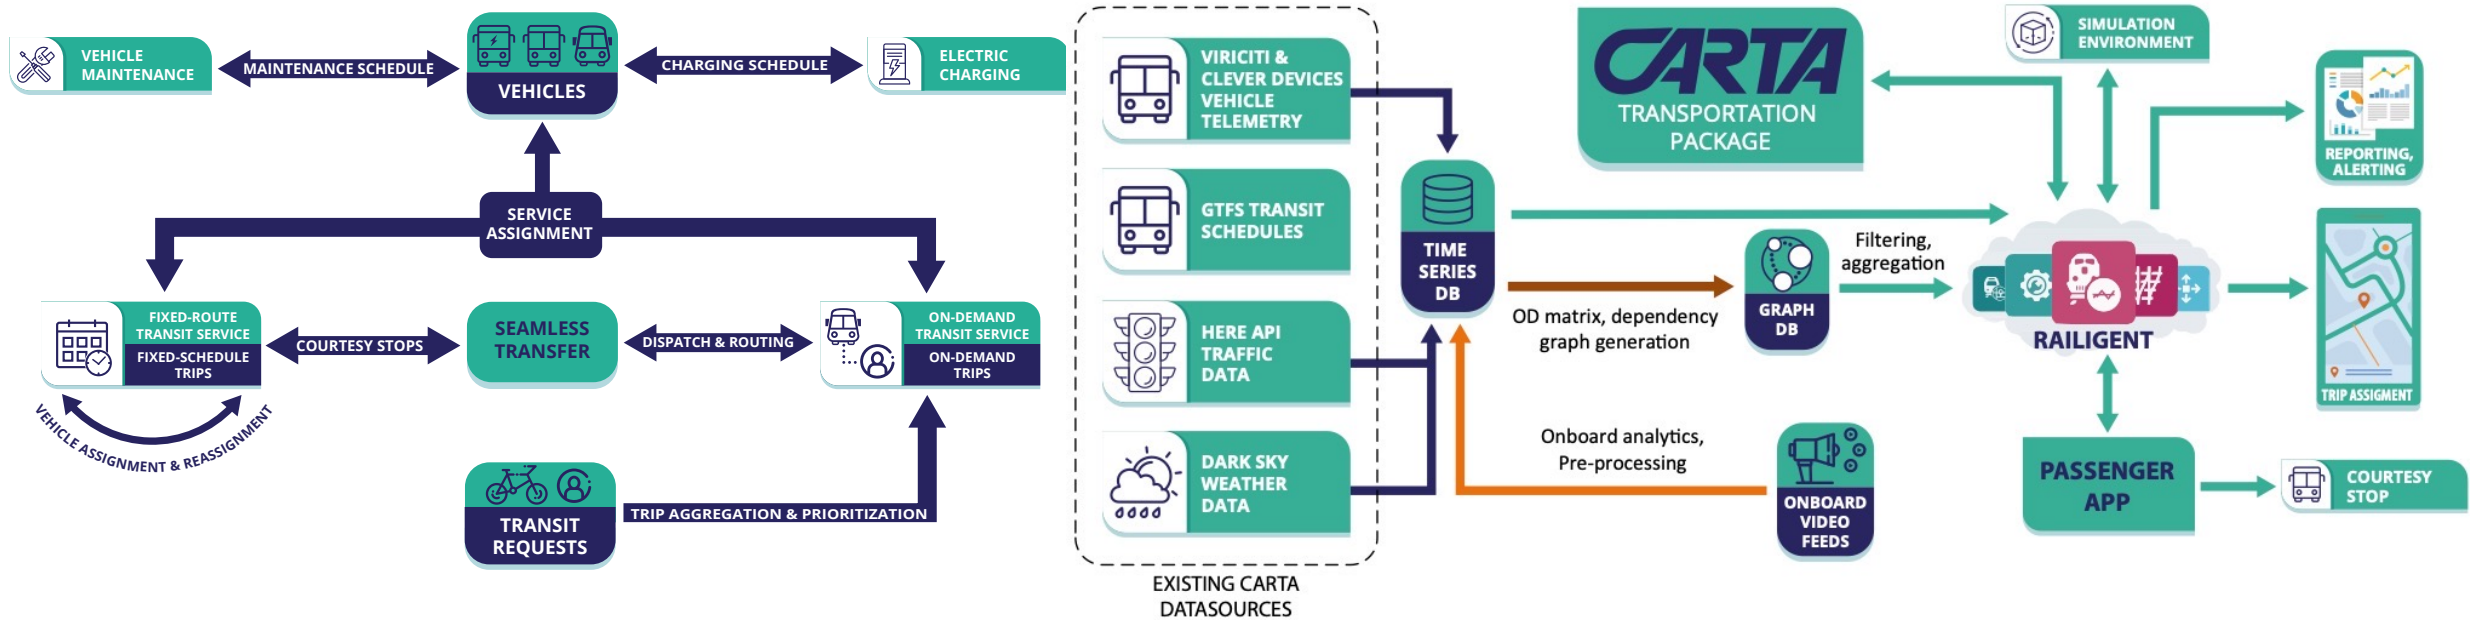 VEHICLE
MAINTENANCE
MAINTENANCE SCHEDULE
VEHICLES
CHARGING SCHEDULE
ELECTRIC
CHARGING
SERVICE
ASSIGNMENT
FIXED-ROUTE
TRANSIT SERVICE
FIXED-SCHEDULE
TRIPS
COURTESY STOPS
SEAMLESS
TRANSFER
DISPATCH & ROUTING
ON-DEMAND
TRANSIT SERVICE
ON-DEMAND
TRIPS
VEHICLE ASSIGNMENT & REASSIGNMENT
TRANSIT
REQUESTS
TRIP AGGREGATION & PRIORITIZATION
VIRICITI &
CLEVER DEVICES
VEHICLE
TELEMETRY
GTFS TRANSIT
SCHEDULES
HERE API
TRAFFIC
DATA
DARK SKY
WEATHER
DATA
EXISTING CARTA
DATASOURCES
TIME
SERIES
DB
OD matrix, dependency
graph generation
GRAPH
DB
Filtering,
aggregation
Onboard analytics,
Pre-processing
ONBOARD
VIDEO
FEEDS
CARTA
TRANSPORTATION
PACKAGE
SIMULATION
ENVIRONMENT
REPORTING,
ALERTING
RAILIGENT
TRIP ASSIGMENT
PASSENGER
APP
COURTESY
STOP